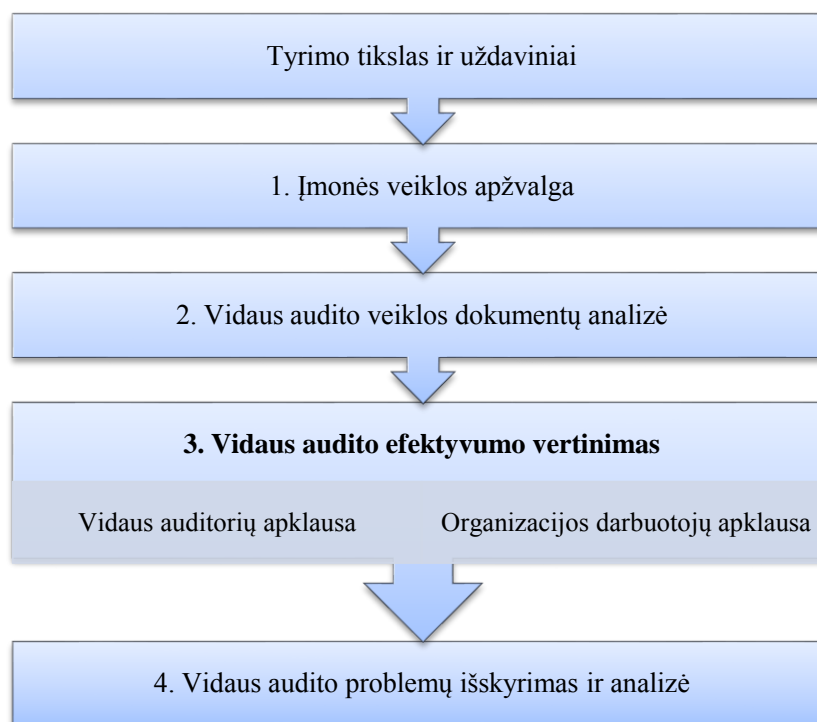 Tyrimo tikslas ir uždaviniai
1. Įmonės veiklos apžvalga
2. Vidaus audito veiklos dokumentų analizė
3. Vidaus audito efektyvumo vertinimas
Vidaus auditorių apklausa
Organizacijos darbuotojų apklausa
4. Vidaus audito problemų išskyrimas ir analizė